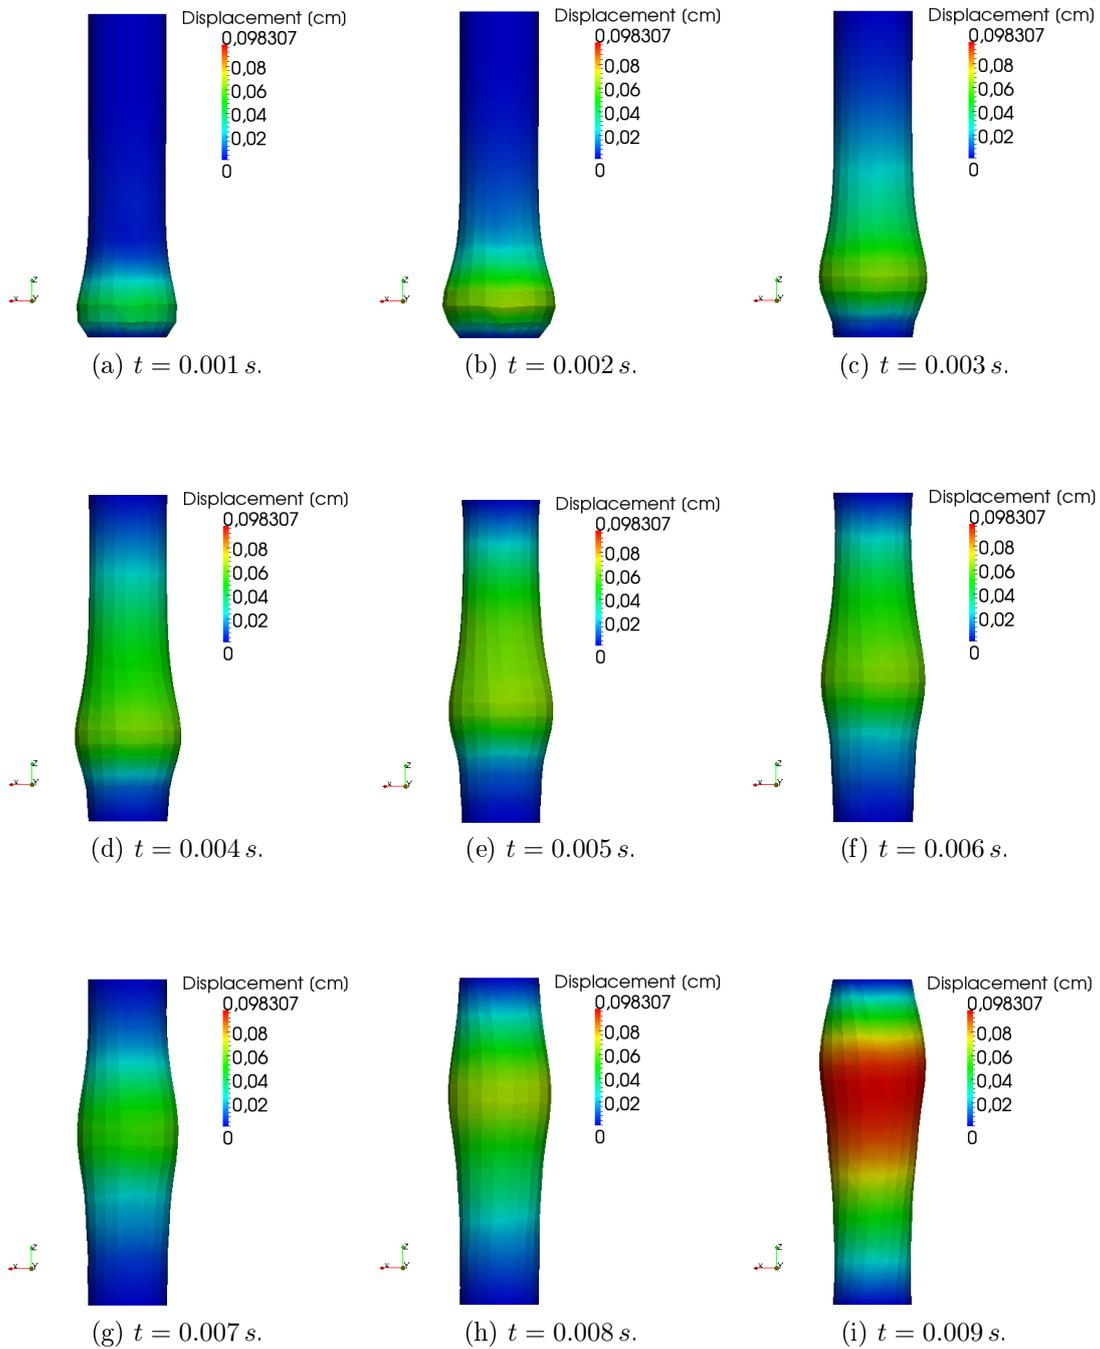 Displacement (cm)
0,098307
0,08
0,06
0,04
0,02
0
z
x
Y
(a) t = 0.001 s.
Displacement (cm)
0,098307
0,08
0,06
0,04
0,02
0
z
x
Y
(b) t = 0.002 s.
Displacement (cm)
0,098307
0,08
0,06
0,04
0,02
0
z
x
Y
(c) t = 0.003 s.
Displacement (cm)
0,098307
0,08
0,06
0,04
0,02
0
z
x
Y
(d) t = 0.004 s.
Displacement (cm)
0,098307
0,08
0,06
0,04
0,02
0
z
x
Y
(e) t = 0.005 s.
Displacement (cm)
0,098307
0,08
0,06
0,04
0,02
0
z
x
Y
(f) t = 0.006 s.
Displacement (cm)
0,098307
0,08
0,06
0,04
0,02
0
z
x
Y
(g) t = 0.007 s.
Displacement (cm)
0,098307
0,08
0,06
0,04
0,02
0
z
x
Y
(h) t = 0.008 s.
Displacement (cm)
0,098307
0,08
0,06
0,04
0,02
0
z
x
Y
(i) t = 0.009 s.